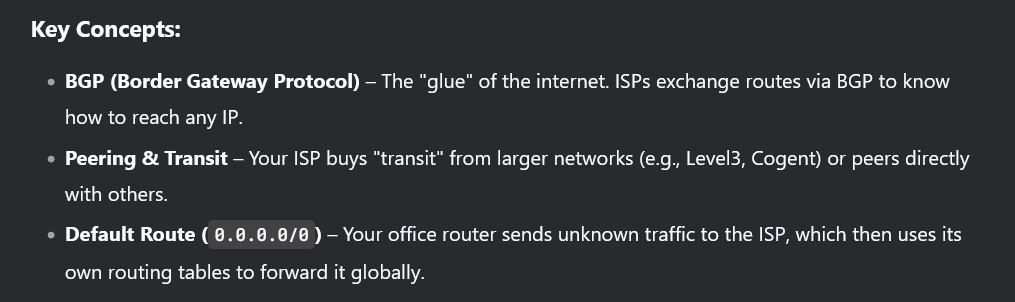 Key Concepts:
• BGP (Border Gateway Protocol) – The "glue" of the internet. ISPs exchange routes via BGP to know
how to reach any IP.
• Peering & Transit – Your ISP buys "transit" from larger networks (e.g., Level3, Cogent) or peers directly
with others.
• Default Route ( 0.0.0.0/0 ) – Your office router sends unknown traffic to the ISP, which then uses its
own routing tables to forward it globally.